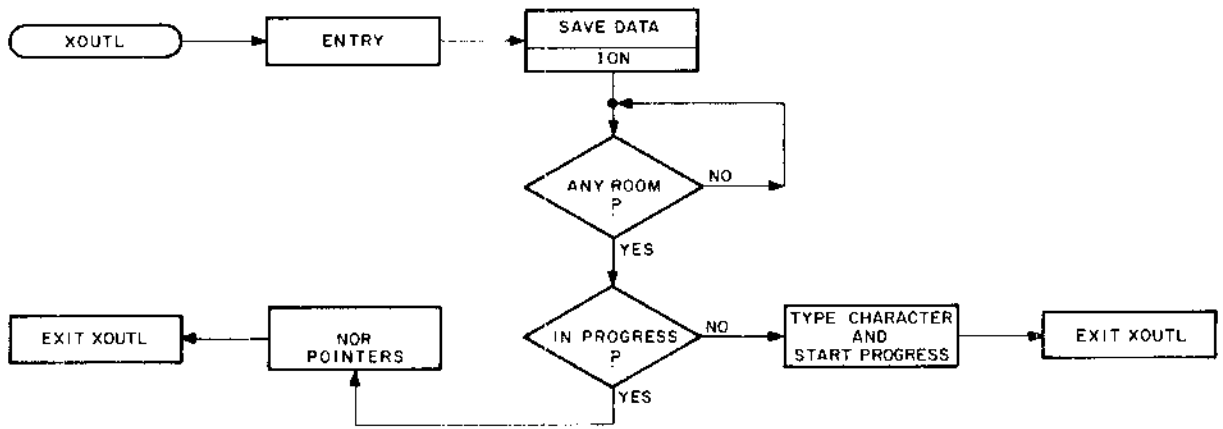 XOUTL
ENTRY
SAVE DATA
ION
ANY ROOM
?
NO
YES
IN PROGRESS
?
NO
YES
TYPE CHARACTER
AND
START PROGRESS
EXIT XOUTL
NOR
POINTERS
EXIT XOUTL